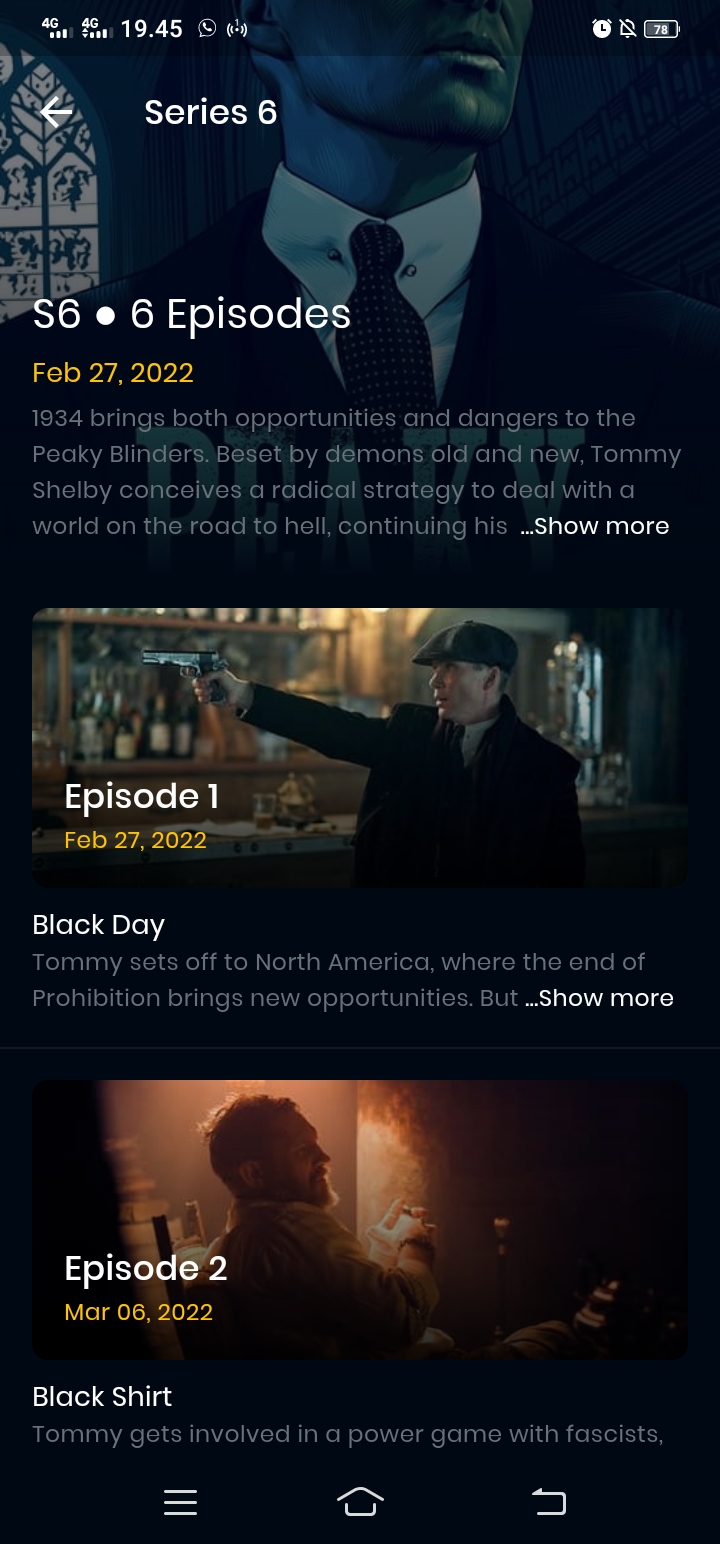 4G 4G 19.45 78
Series 6
S6 ● 6 Episodes
Feb 27, 2022
1934 brings both opportunities and dangers to the
Peaky Blinders. Beset by demons old and new, Tommy
Shelby conceives a radical strategy to deal with a
world on the road to hell, continuing his ...Show more
PEAKY
Episode 1
Feb 27, 2022
Black Day
Tommy sets off to North America, where the end of
Prohibition brings new opportunities. But ...Show more
Episode 2
Mar 06, 2022
Black Shirt
Tommy gets involved in a power game with fascists,